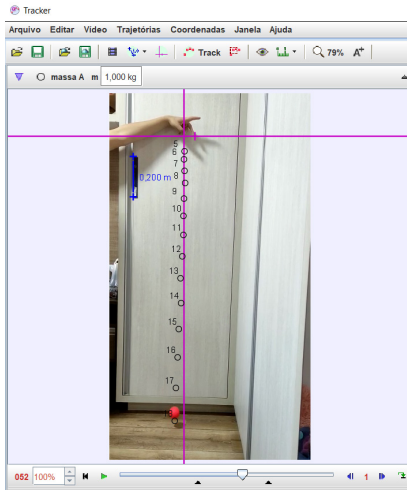 Tracker
Arquivo Editar Video Trajetórias Coordenadas Janela Ajuda
Track 79% A
massa A m 1,000 kg
5
6
7
0,200 m 8
9
10
11
12
13
14
15
16
17
052 100% 1